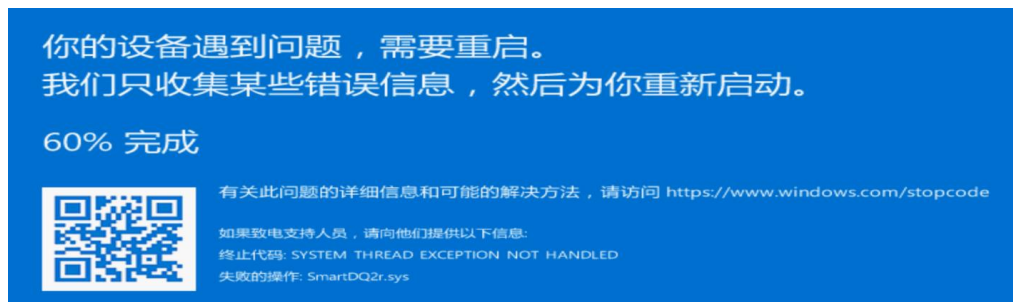 你的设备遇到问题，需要重启。
我们只收集某些错误信息，然后为你重新启动。
60% 完成
有关此问题的详细信息和可能的解决方法，请访问 https://www.windows.com/stopcode
如果致电支持人员，请向他们提供以下信息:
终止代码: SYSTEM THREAD EXCEPTION NOT HANDLED
失败的操作: SmartDQ2r.sys